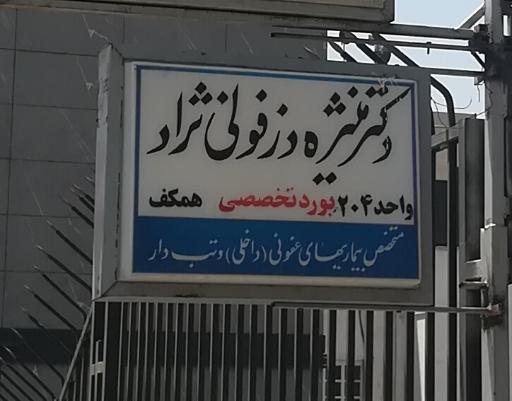 دکتر منیژه دزفولی نژاد
واحد ۲۰۴ بورد تخصصی همکف
متخصص بیماریهای عفونی (داخلی) و تب دار